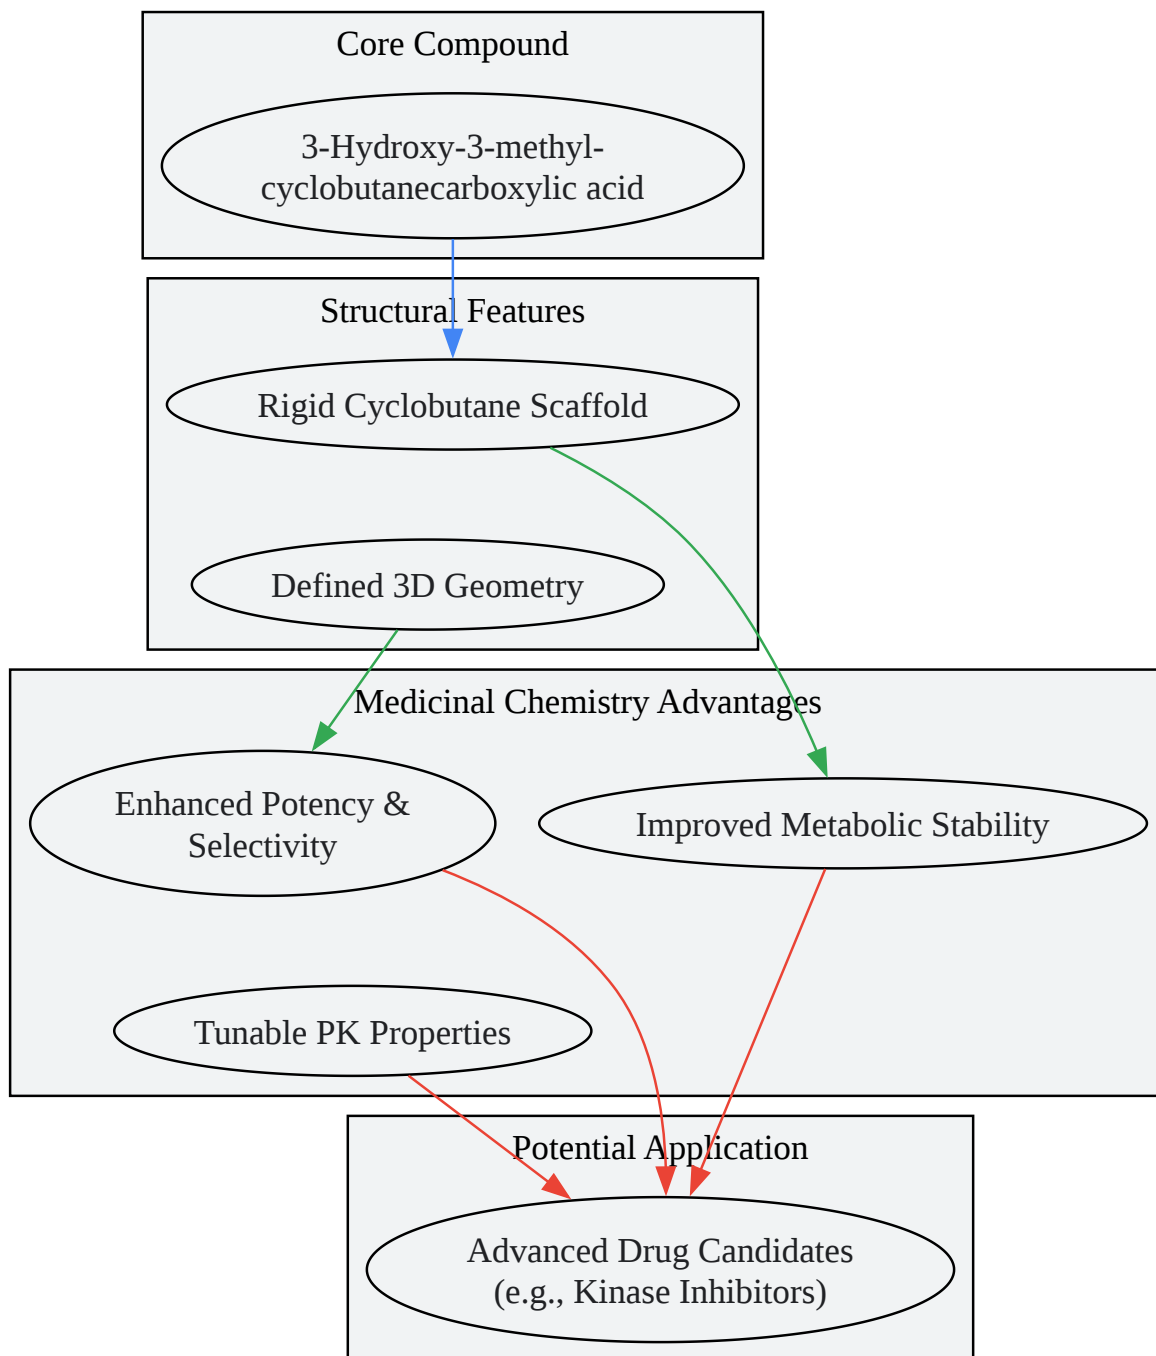 Core Compound
3-Hydroxy-3-methyl-
cyclobutanecarboxylic acid
Structural Features
Rigid Cyclobutane Scaffold
Defined 3D Geometry
Medicinal Chemistry Advantages
Enhanced Potency &
Selectivity
Improved Metabolic Stability
Tunable PK Properties
Potential Application
Advanced Drug Candidates
(e.g., Kinase Inhibitors)